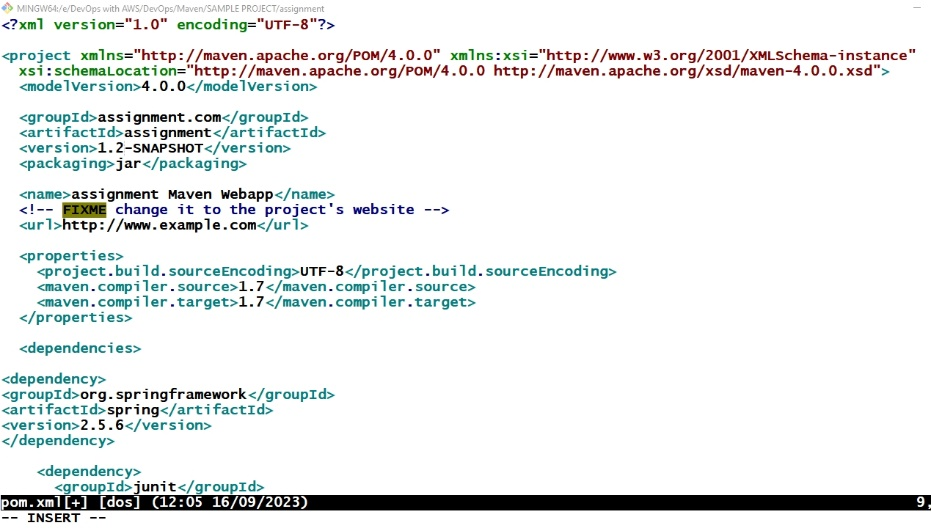 MINGW64:/e/DevOps with AWS/DevOps/Maven/SAMPLE PROJECT/assignment
<?xml version="1.0" encoding="UTF-8"?>
<project xmlns="http://maven.apache.org/POM/4.0.0" xmlns:xsi="http://www.w3.org/2001/XMLSchema-instance"
xsi:schemaLocation="http://maven.apache.org/POM/4.0.0 http://maven.apache.org/xsd/maven-4.0.0.xsd">
<modelVersion>4.0.0</modelVersion>
<groupId>assignment.com</groupId>
<artifactId>assignment</artifactId>
<version>1.2-SNAPSHOT</version>
<packaging>jar</packaging>
<name>assignment Maven Webapp</name>
<!-- FIXME change it to the project's website -->
<url>http://www.example.com</url>
<properties>
<project.build.sourceEncoding>UTF-8</project.build.sourceEncoding>
<maven.compiler.source>1.7</maven.compiler.source>
<maven.compiler.target>1.7</maven.compiler.target>
</properties>
<dependencies>
<dependency>
<groupId>org.springframework</groupId>
<artifactId>spring</artifactId>
<version>2.5.6</version>
</dependency>
<dependency>
<groupId>junit</groupId>
pom.xml[+] [dos] (12:05 16/09/2023) 9,
-- INSERT --